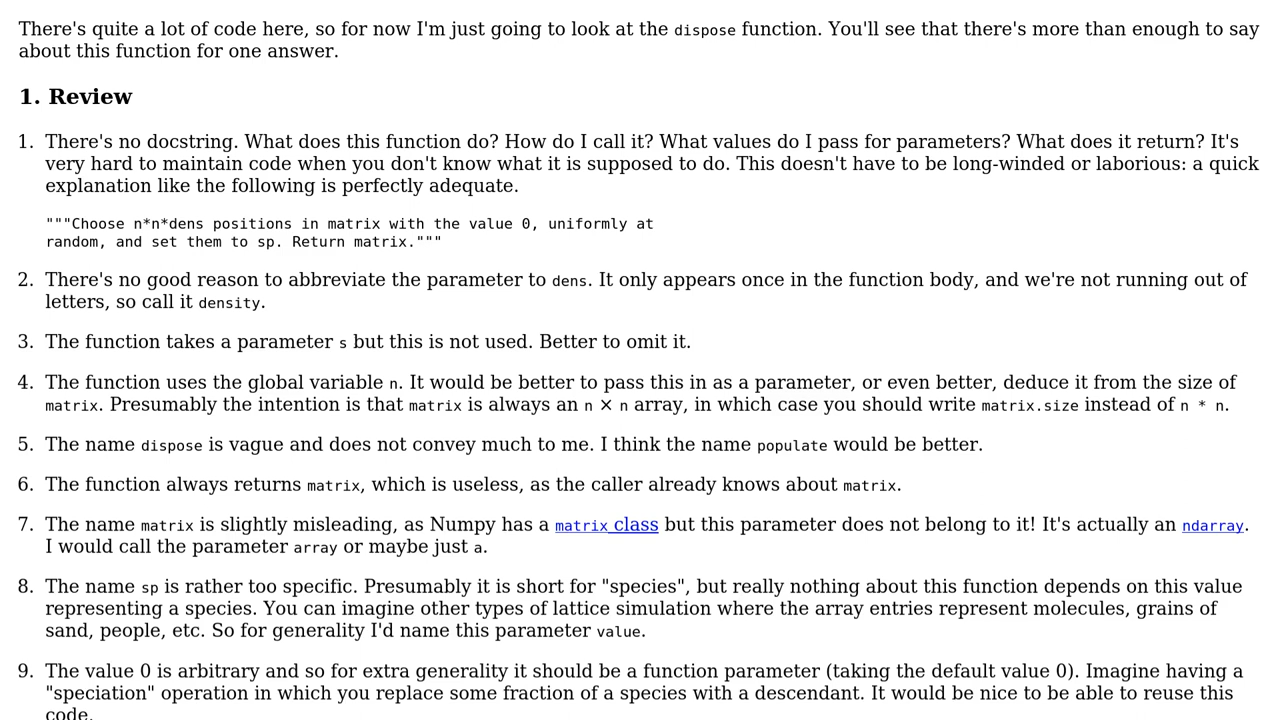 There's quite a lot of code here, so for now I'm just going to look at the dispose function. You'll see that there's more than enough to say
about this function for one answer.
1. Review
1. There's no docstring. What does this function do? How do I call it? What values do I pass for parameters? What does it return? It's
very hard to maintain code when you don't know what it is supposed to do. This doesn't have to be long-winded or laborious: a quick
explanation like the following is perfectly adequate.
"""Choose n*n*dens positions in matrix with the value 0, uniformly at
random, and set them to sp. Return matrix."""
2. There's no good reason to abbreviate the parameter to dens. It only appears once in the function body, and we're not running out of
letters, so call it density.
3. The function takes a parameter s but this is not used. Better to omit it.
4. The function uses the global variable n. It would be better to pass this in as a parameter, or even better, deduce it from the size of
matrix. Presumably the intention is that matrix is always an n × n array, in which case you should write matrix.size instead of n * n.
5. The name dispose is vague and does not convey much to me. I think the name populate would be better.
6. The function always returns matrix, which is useless, as the caller already knows about matrix.
7. The name matrix is slightly misleading, as Numpy has a matrix class but this parameter does not belong to it! It's actually an ndarray.
I would call the parameter array or maybe just a.
8. The name sp is rather too specific. Presumably it is short for "species", but really nothing about this function depends on this value
representing a species. You can imagine other types of lattice simulation where the array entries represent molecules, grains of
sand, people, etc. So for generality I'd name this parameter value.
9. The value 0 is arbitrary and so for extra generality it should be a function parameter (taking the default value 0). Imagine having a
"speciation" operation in which you replace some fraction of a species with a descendant. It would be nice to be able to reuse this
code.